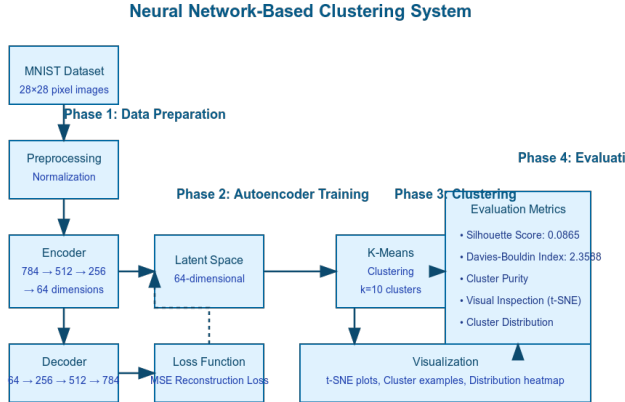 Neural Network-Based Clustering System
MNIST Dataset
28×28 pixel images
Phase 1: Data Preparation
Preprocessing
Normalization
Phase 2: Autoencoder Training
Phase 3: Clustering
Phase 4: Evaluati
Encoder
784 → 512 → 256
→ 64 dimensions
Latent Space
64-dimensional
K-Means
Clustering
k=10 clusters
Evaluation Metrics
• Silhouette Score: 0.0865
• Davies-Bouldin Index: 2.3588
• Cluster Purity
• Visual Inspection (t-SNE)
• Cluster Distribution
Decoder
64 → 256 → 512 → 784
Loss Function
MSE Reconstruction Loss
Visualization
t-SNE plots, Cluster examples, Distribution heatmap